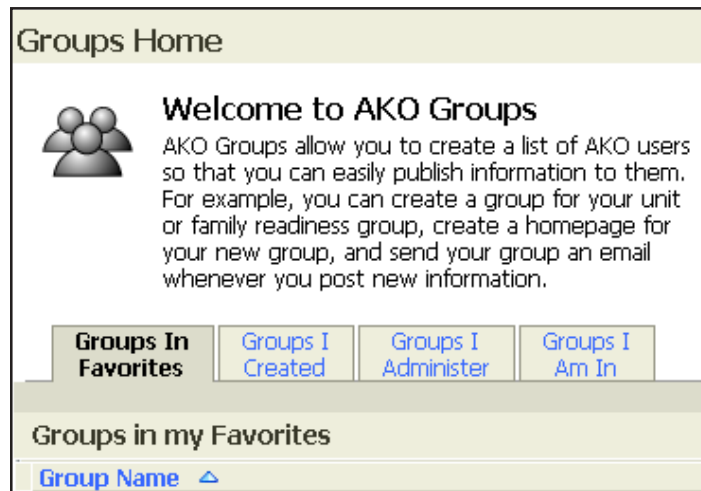 Groups Home
Welcome to AKO Groups
AKO Groups allow you to create a list of AKO users
so that you can easily publish information to them.
For example, you can create a group for your unit
or family readiness group, create a homepage for
your new group, and send your group an email
whenever you post new information.
Groups In Favorites
Groups I Created
Groups I Administer
Groups I Am In
Groups in my Favorites
Group Name